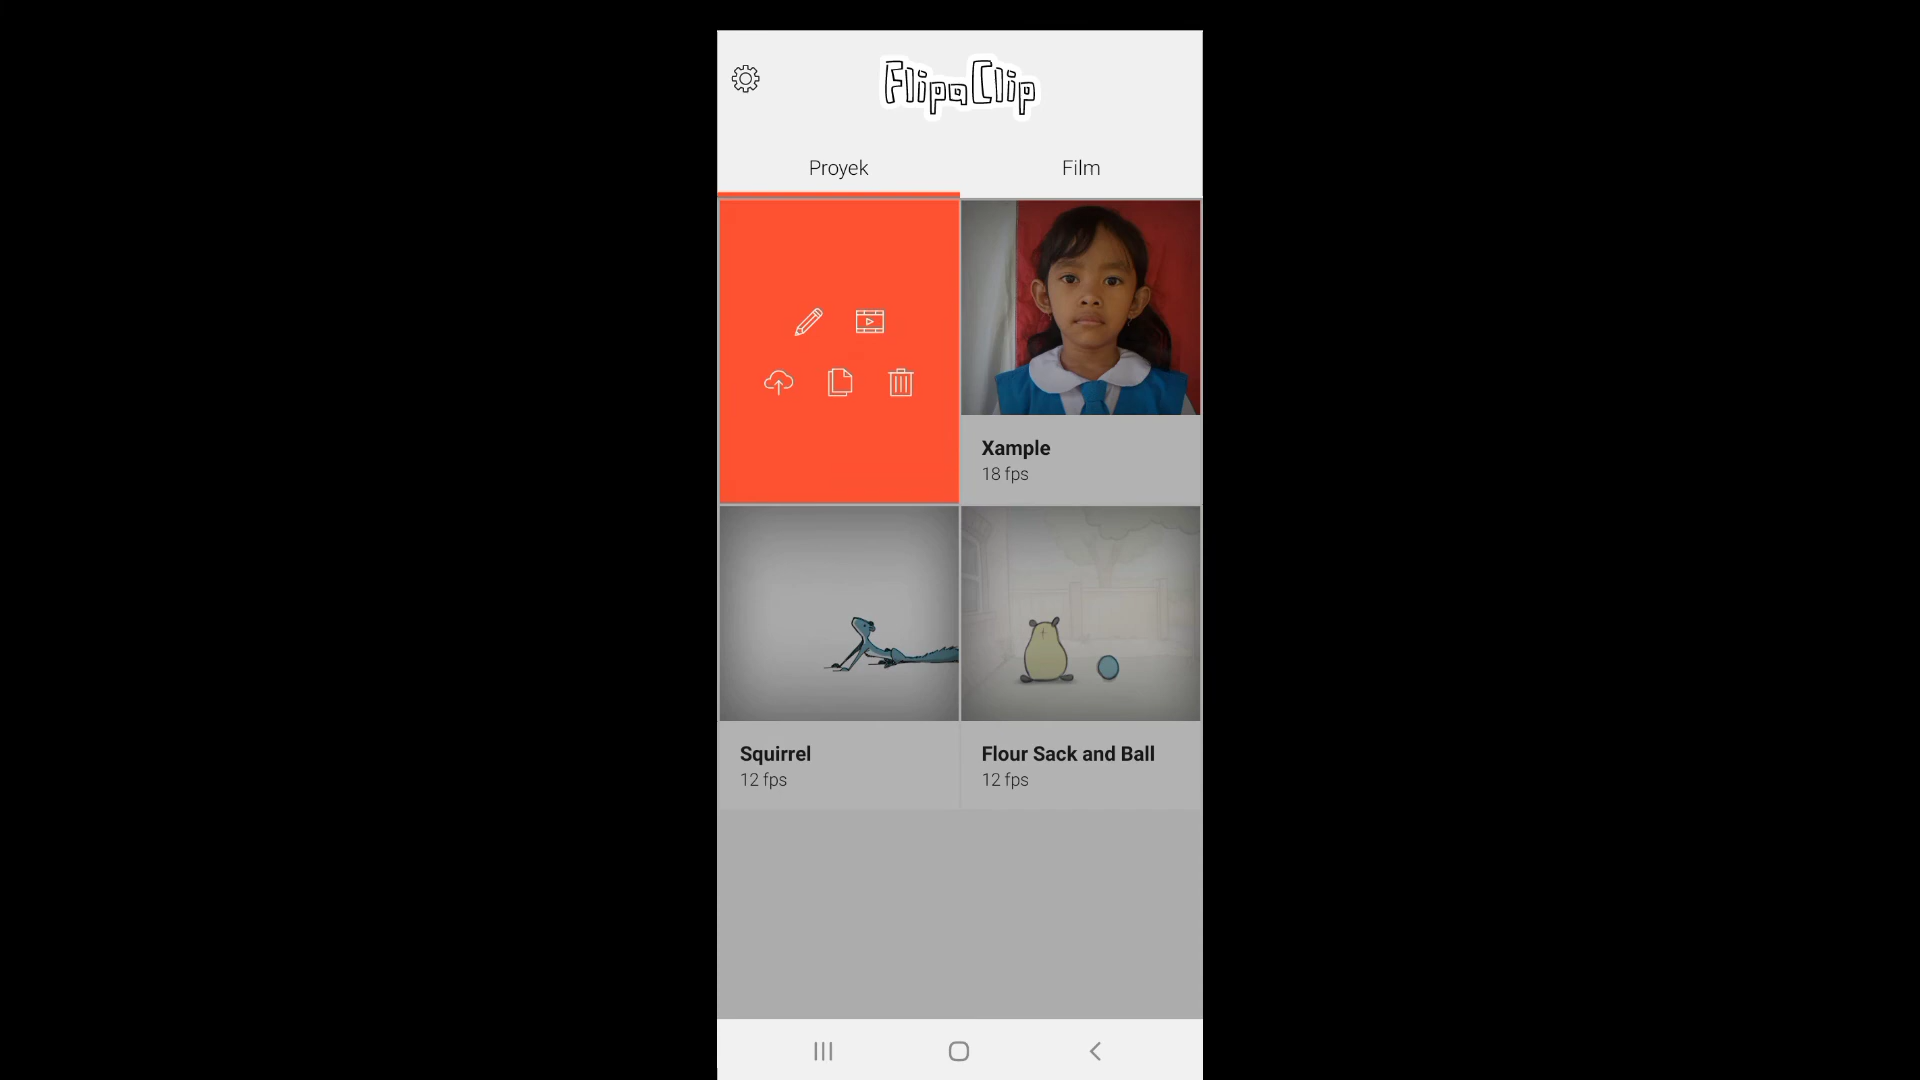 FlipaClip
Proyek
Film
Xample
18 fps
Squirrel
12 fps
Flour Sack and Ball
12 fps